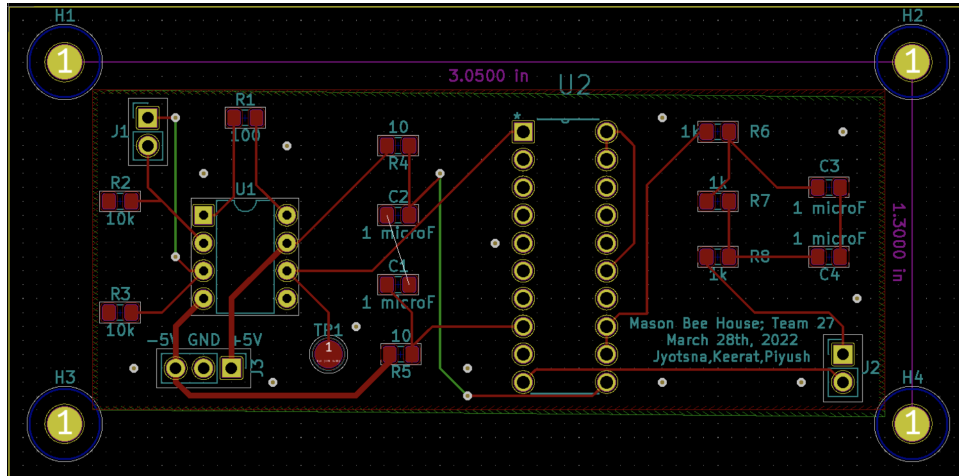 H1
H2
1
1
3.0500 in
U2
*
R1
100
J1
10
R4
1k
R6
R2
10k
U1
C2
1 microF
1k
R7
C3
1 microF
1.3000 in
C1
1 microF
R8
1k
1 microF
C4
R3
10k
-5V GND +5V
J3
TP1
1
10
R5
Mason Bee House; Team 27
March 28th, 2022
Jyotsna,Keerat,Piyush
J2
H3
H4
1
1